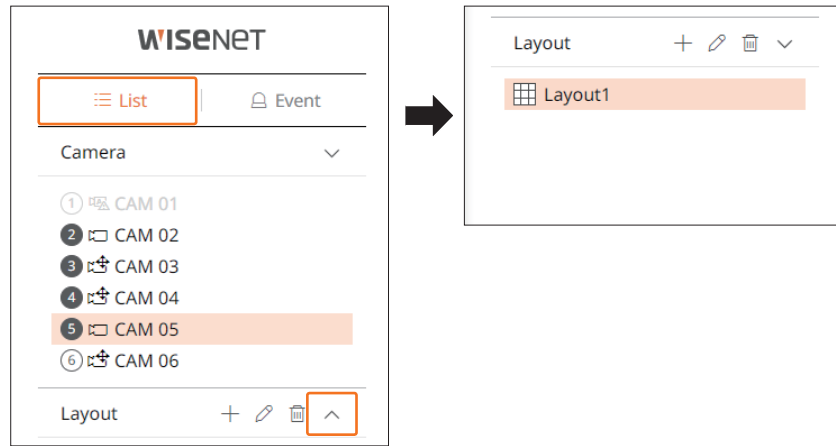 WISENET
List
Event
Camera
1 CAM 01
2 CAM 02
3 CAM 03
4 CAM 04
5 CAM 05
6 CAM 06
Layout
Layout
Layout1